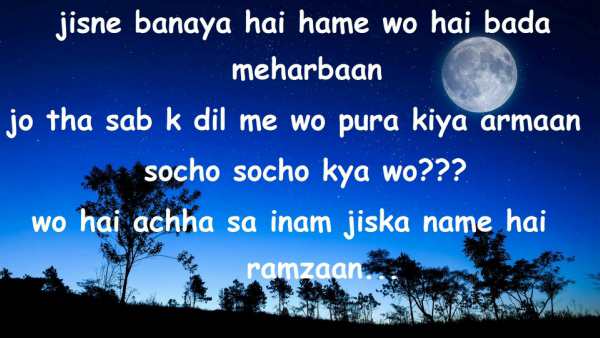 jisne banaya hai hame wo hai bada
meharbaan
jo tha sab k dil me wo pura kiya armaan
socho socho kya wo???
wo hai achha sa inam jiska name hai
ramzaan...